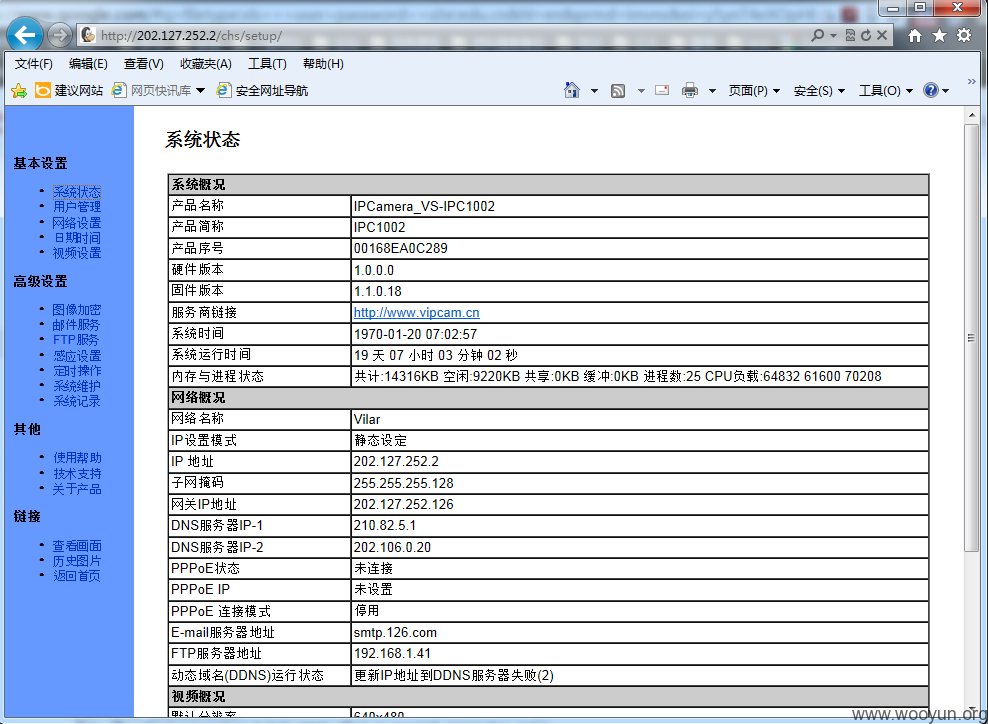 http://202.127.252.2/chs/setup/
文件(F) 编辑(E) 查看(V) 收藏夹(A) 工具(T) 帮助(H)
建议网站 网页快讯库 安全网址导航 页面(P) 安全(S) 工具(O)
系统状态
基本设置
系统状态
用户管理
网络设置
日期时间
视频设置
高级设置
图像加密
邮件服务
FTP服务
感应设置
定时操作
系统维护
系统记录
其他
使用帮助
技术支持
关于产品
链接
查看画面
历史图片
返回首页
系统概况
产品名称 IPCamera_VS-IPC1002
产品简称 IPC1002
产品序号 00168EA0C289
硬件版本 1.0.0.0
固件版本 1.1.0.18
服务商链接 http://www.vipcam.cn
系统时间 1970-01-20 07:02:57
系统运行时间 19 天 07 小时 03 分钟 02 秒
内存与进程状态 共计:14316KB 空闲:9220KB 共享:0KB 缓冲:0KB 进程数:25 CPU负载:64832 61600 70208
网络概况
网络名称 Vilar
IP设置模式 静态设定
IP 地址 202.127.252.2
子网掩码 255.255.255.128
网关IP地址 202.127.252.126
DNS服务器IP-1 210.82.5.1
DNS服务器IP-2 202.106.0.20
PPPoE状态 未连接
PPPoE IP 未设置
PPPoE 连接模式 停用
E-mail服务器地址 smtp.126.com
FTP服务器地址 192.168.1.41
动态域名(DDNS)运行状态 更新IP地址到DDNS服务器失败(2)
视频概况
默认分辨率 640x480
www.wooyun.org